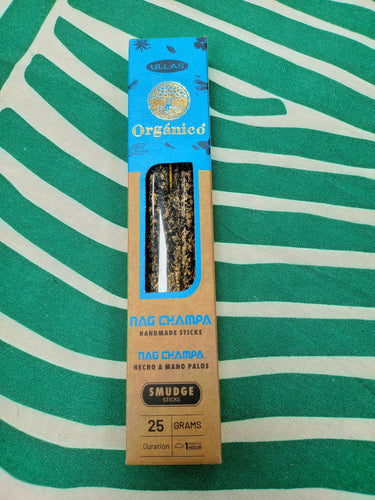 ULLAS
Orgánico
NAG CHAMPA
HANDMADE STICKS
NAG CHAMPA
HECHO A MANO PALOS
SMUDGE
STICKS
25 GRAMS
Duration 1 HOUR